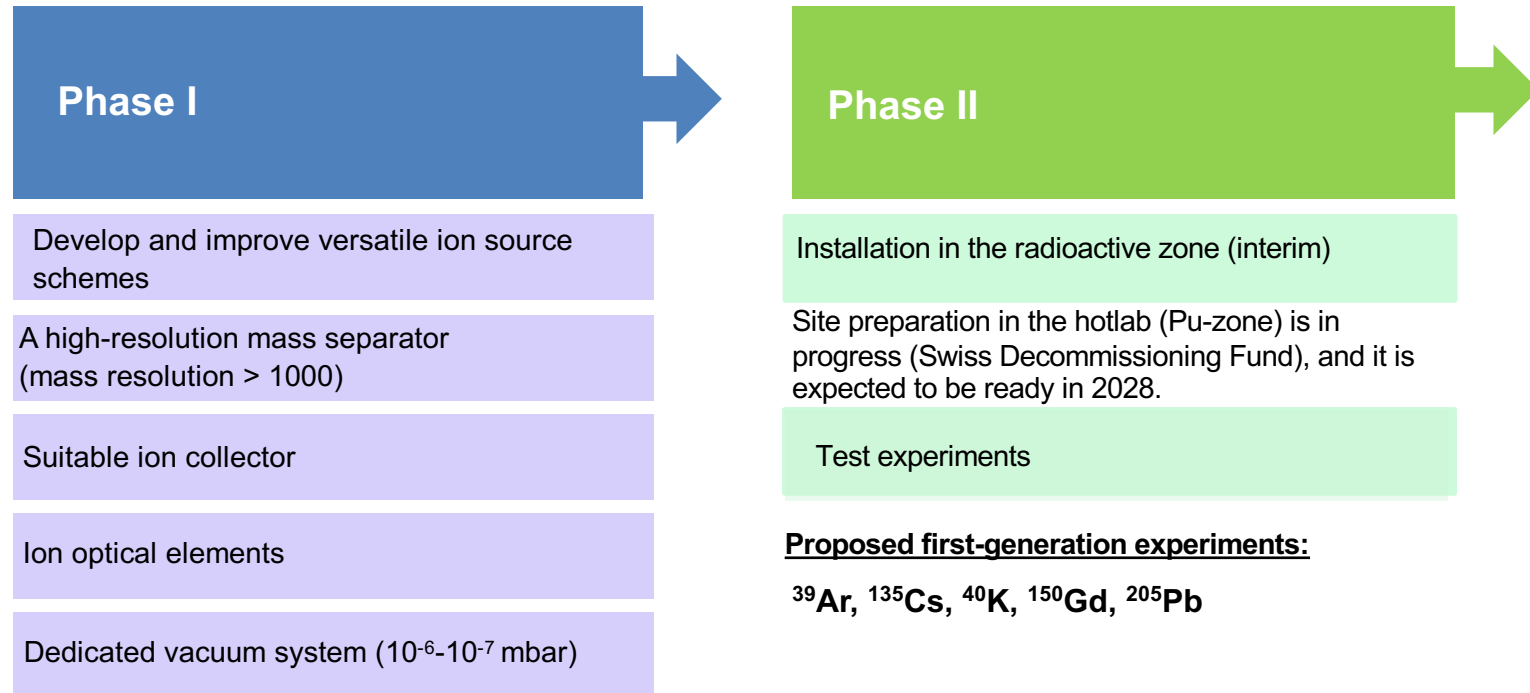 Phase I
Develop and improve versatile ion source
schemes
A high-resolution mass separator
(mass resolution > 1000)
Suitable ion collector
Ion optical elements
Dedicated vacuum system (10⁻⁶-10⁻⁷ mbar)
Phase II
Installation in the radioactive zone (interim)
Site preparation in the hotlab (Pu-zone) is in
progress (Swiss Decommissioning Fund), and it is
expected to be ready in 2028.
Test experiments
Proposed first-generation experiments:
³⁹Ar, ¹³⁵Cs, ⁴⁰K, ¹⁵⁰Gd, ²⁰⁵Pb